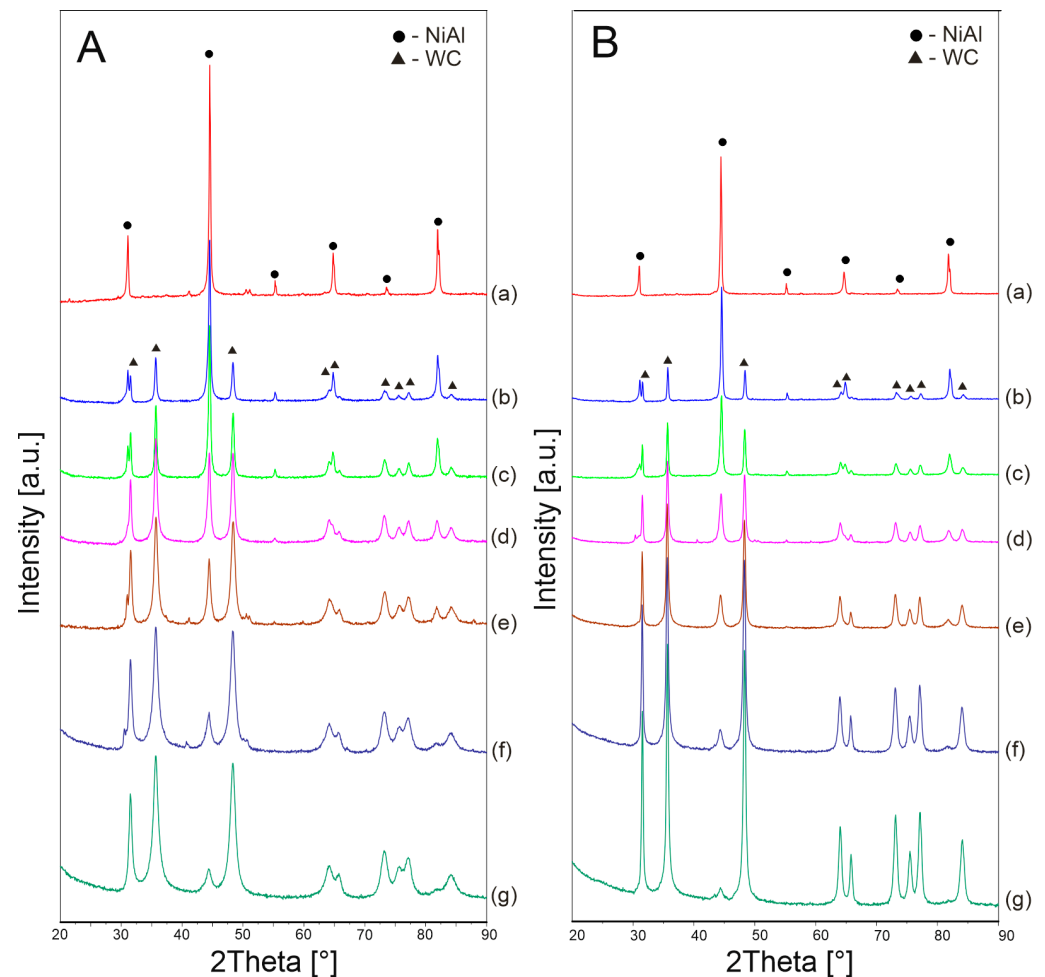 A
● - NiAl
▲ - WC
(a)
(b)
(c)
(d)
(e)
(f)
(g)
Intensity [a.u.]
20 30 40 50 60 70 80 90
2Theta [°]
B
● - NiAl
▲ - WC
(a)
(b)
(c)
(d)
(e)
(f)
(g)
Intensity [a.u.]
20 30 40 50 60 70 80 90
2Theta [°]